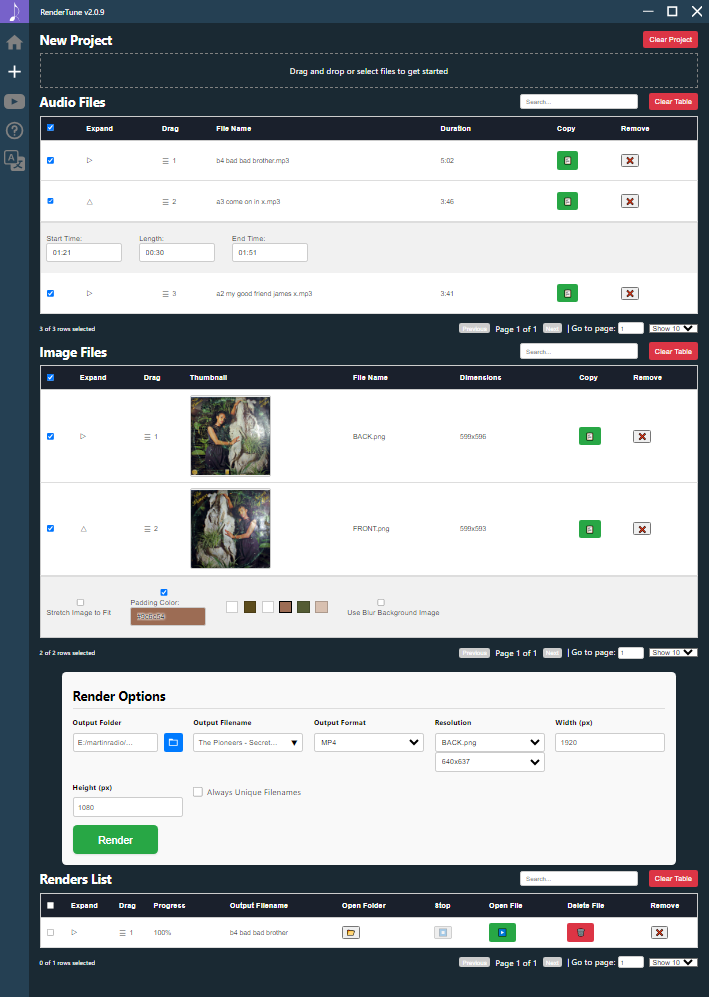 RenderTune v2.0.9
New Project
Clear Project
Drag and drop or select files to get started
Audio Files
Search...
Clear Table
Expand Drag File Name Duration Copy Remove
1 b4 bad bad brother.mp3 5:02
2 a3 come on in x.mp3 3:46
Start Time: Length: End Time:
01:21 00:30 01:51
3 a2 my good friend james x.mp3 3:41
3 of 3 rows selected
Previous Page 1 of 1 Next | Go to page: 1 Show 10
Image Files
Search...
Clear Table
Expand Drag Thumbnail File Name Dimensions Copy Remove
1 BACK.png 599x596
2 FRONT.png 599x593
Stretch Image to Fit Padding Color: Use Blur Background Image
2 of 2 rows selected
Previous Page 1 of 1 Next | Go to page: 1 Show 10
Render Options
Output Folder Output Filename Output Format Resolution Width (px)
E:/martinradio/... The Pioneers - Secret... MP4 BACK.png 1920
640x637
Height (px)
1080
Always Unique Filenames
Render
Renders List
Search...
Clear Table
Expand Drag Progress Output Filename Open Folder Stop Open File Delete File Remove
1 100% b4 bad bad brother
0 of 1 rows selected
Previous Page 1 of 1 Next | Go to page: 1 Show 10